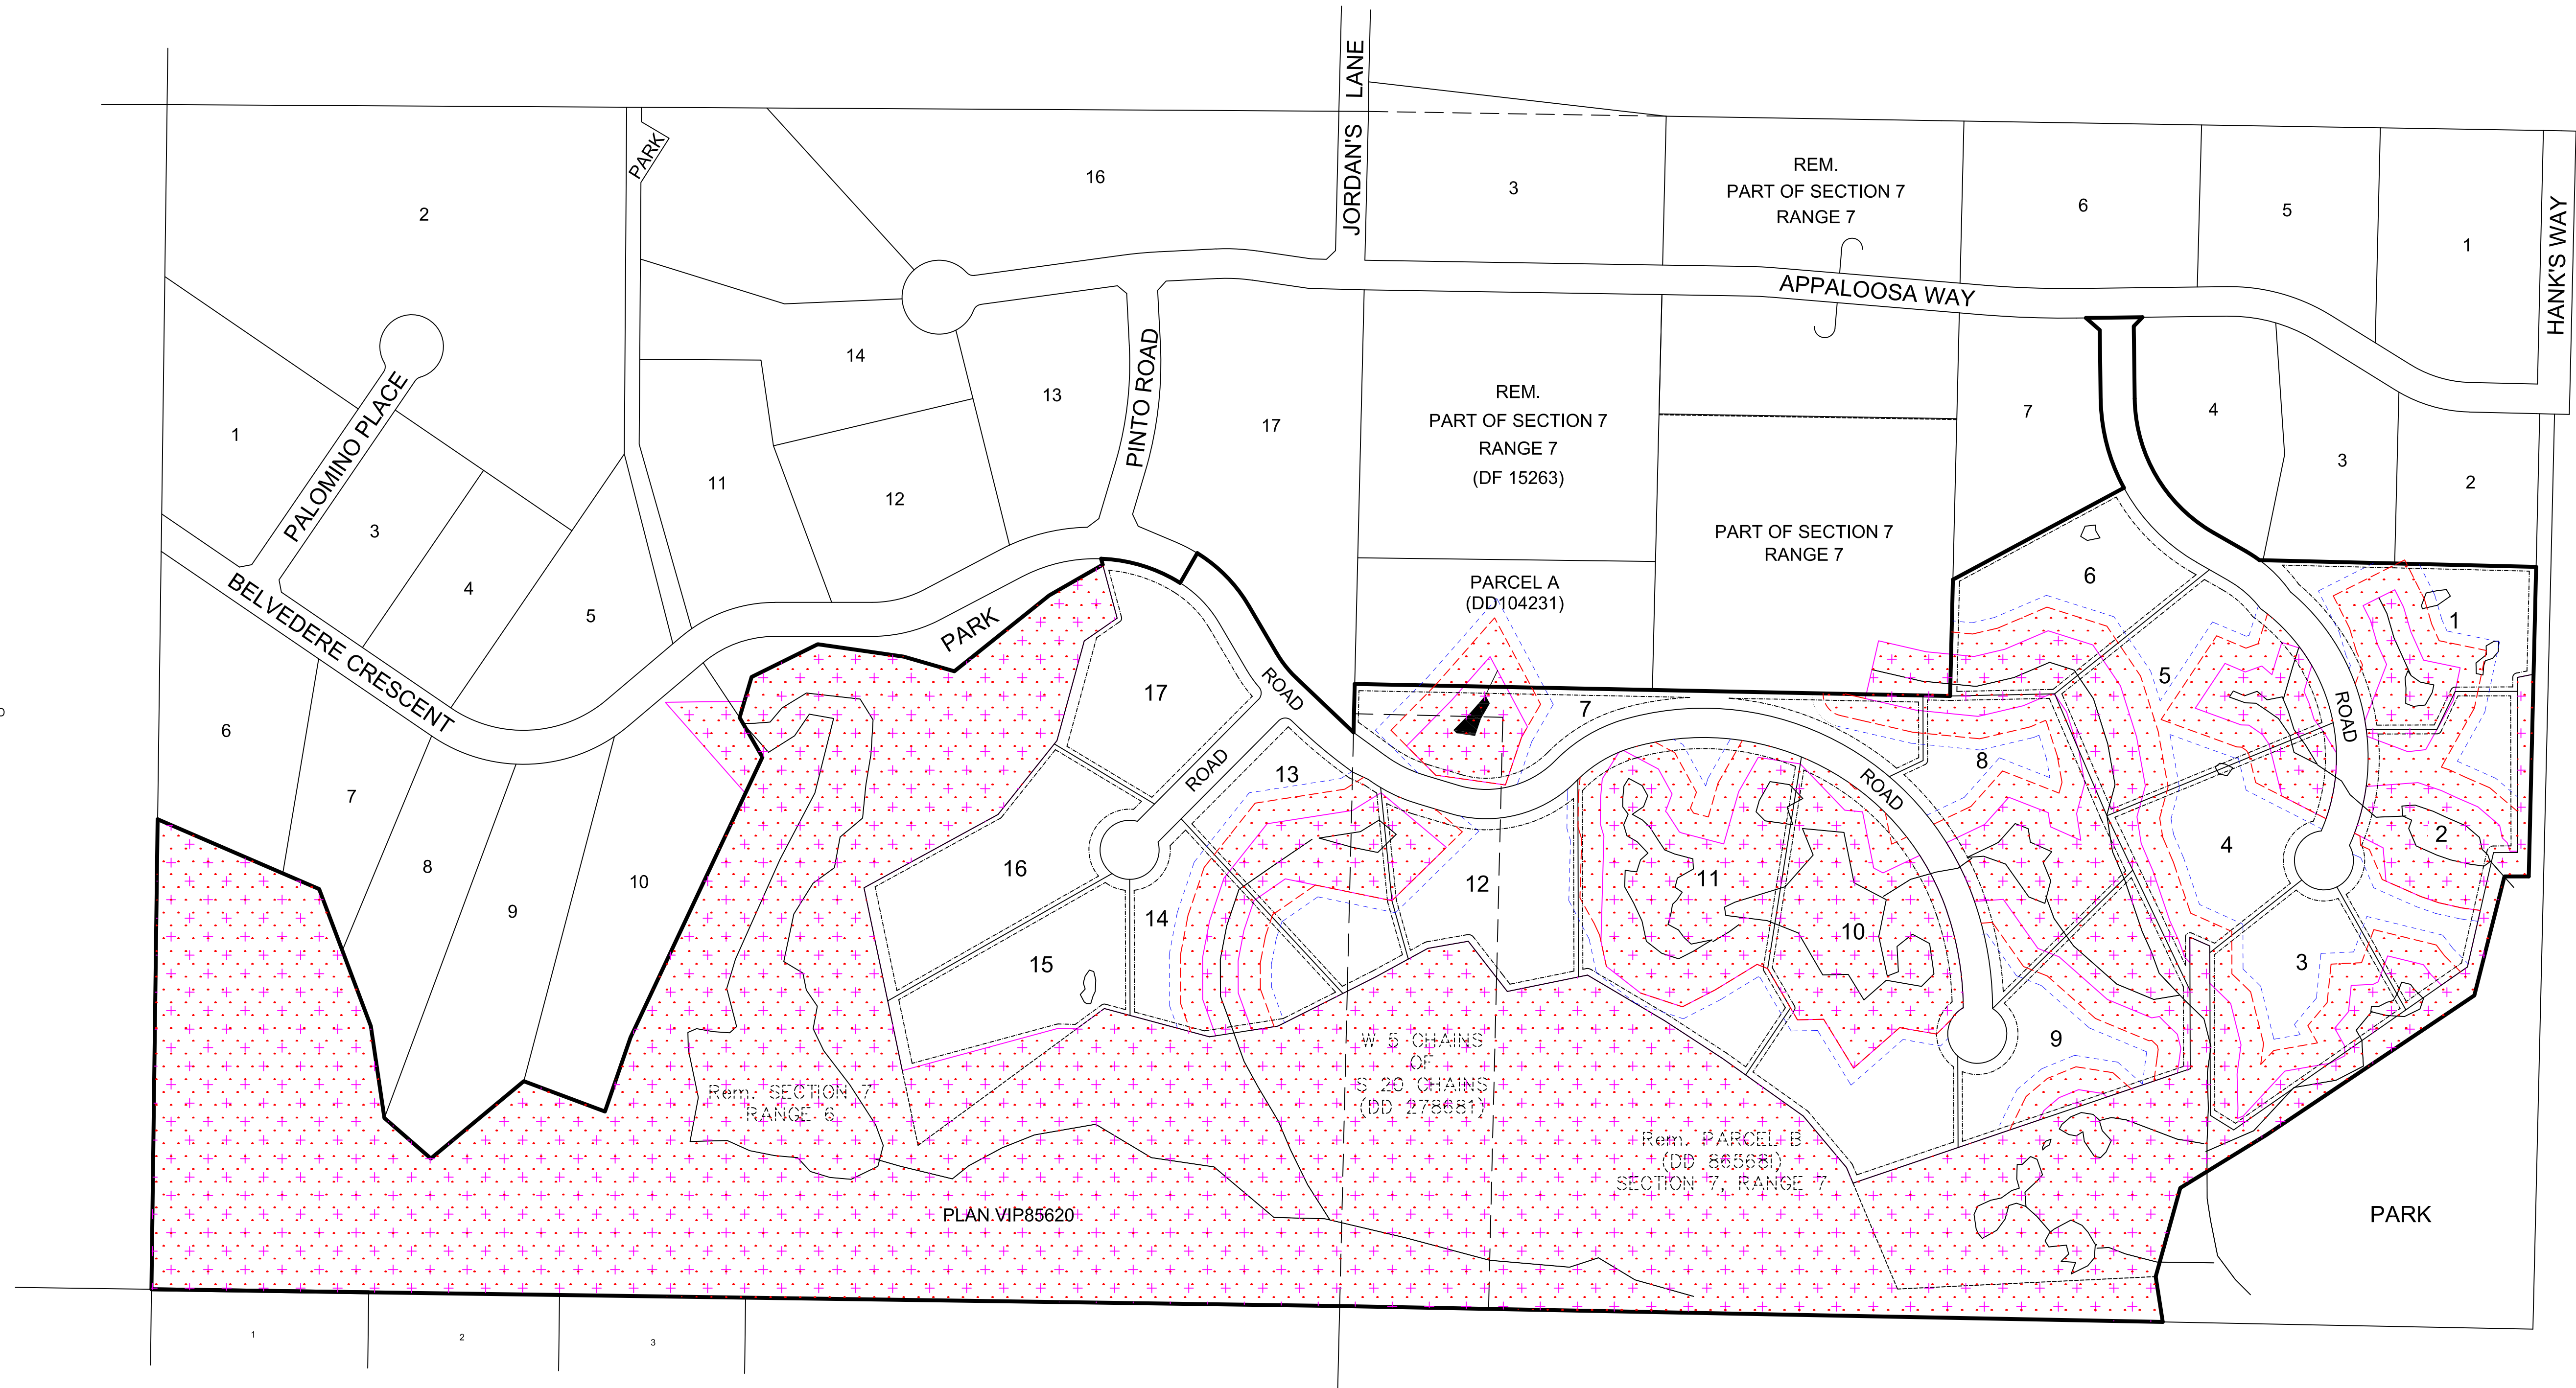 JORDAN'S LANE
PARK
2
16
3
REM.
PART OF SECTION 7
RANGE 7
6
5
1
HANK'S WAY
APPALOOSA WAY
14
13
PINTO ROAD
17
REM.
PART OF SECTION 7
RANGE 7
(DF 15263)
7
4
3
2
1
PALOMINO PLACE
3
4
5
11
12
PART OF SECTION 7
RANGE 7
PARCEL A
(DD104231)
BELVEDERE CRESCENT
PARK
6
7
8
9
10
17
ROAD
ROAD
7
6
5
1
ROAD
13
8
ROAD
16
14
12
11
10
4
2
15
3
9
W 5 CHAINS
OF
S 20 CHAINS
(DD 278681)
Rem. SECTION 7
RANGE 6
Rem. PARCEL B
(DD 86568I)
SECTION 7, RANGE 7
PLAN VIP85620
PARK
1
2
3